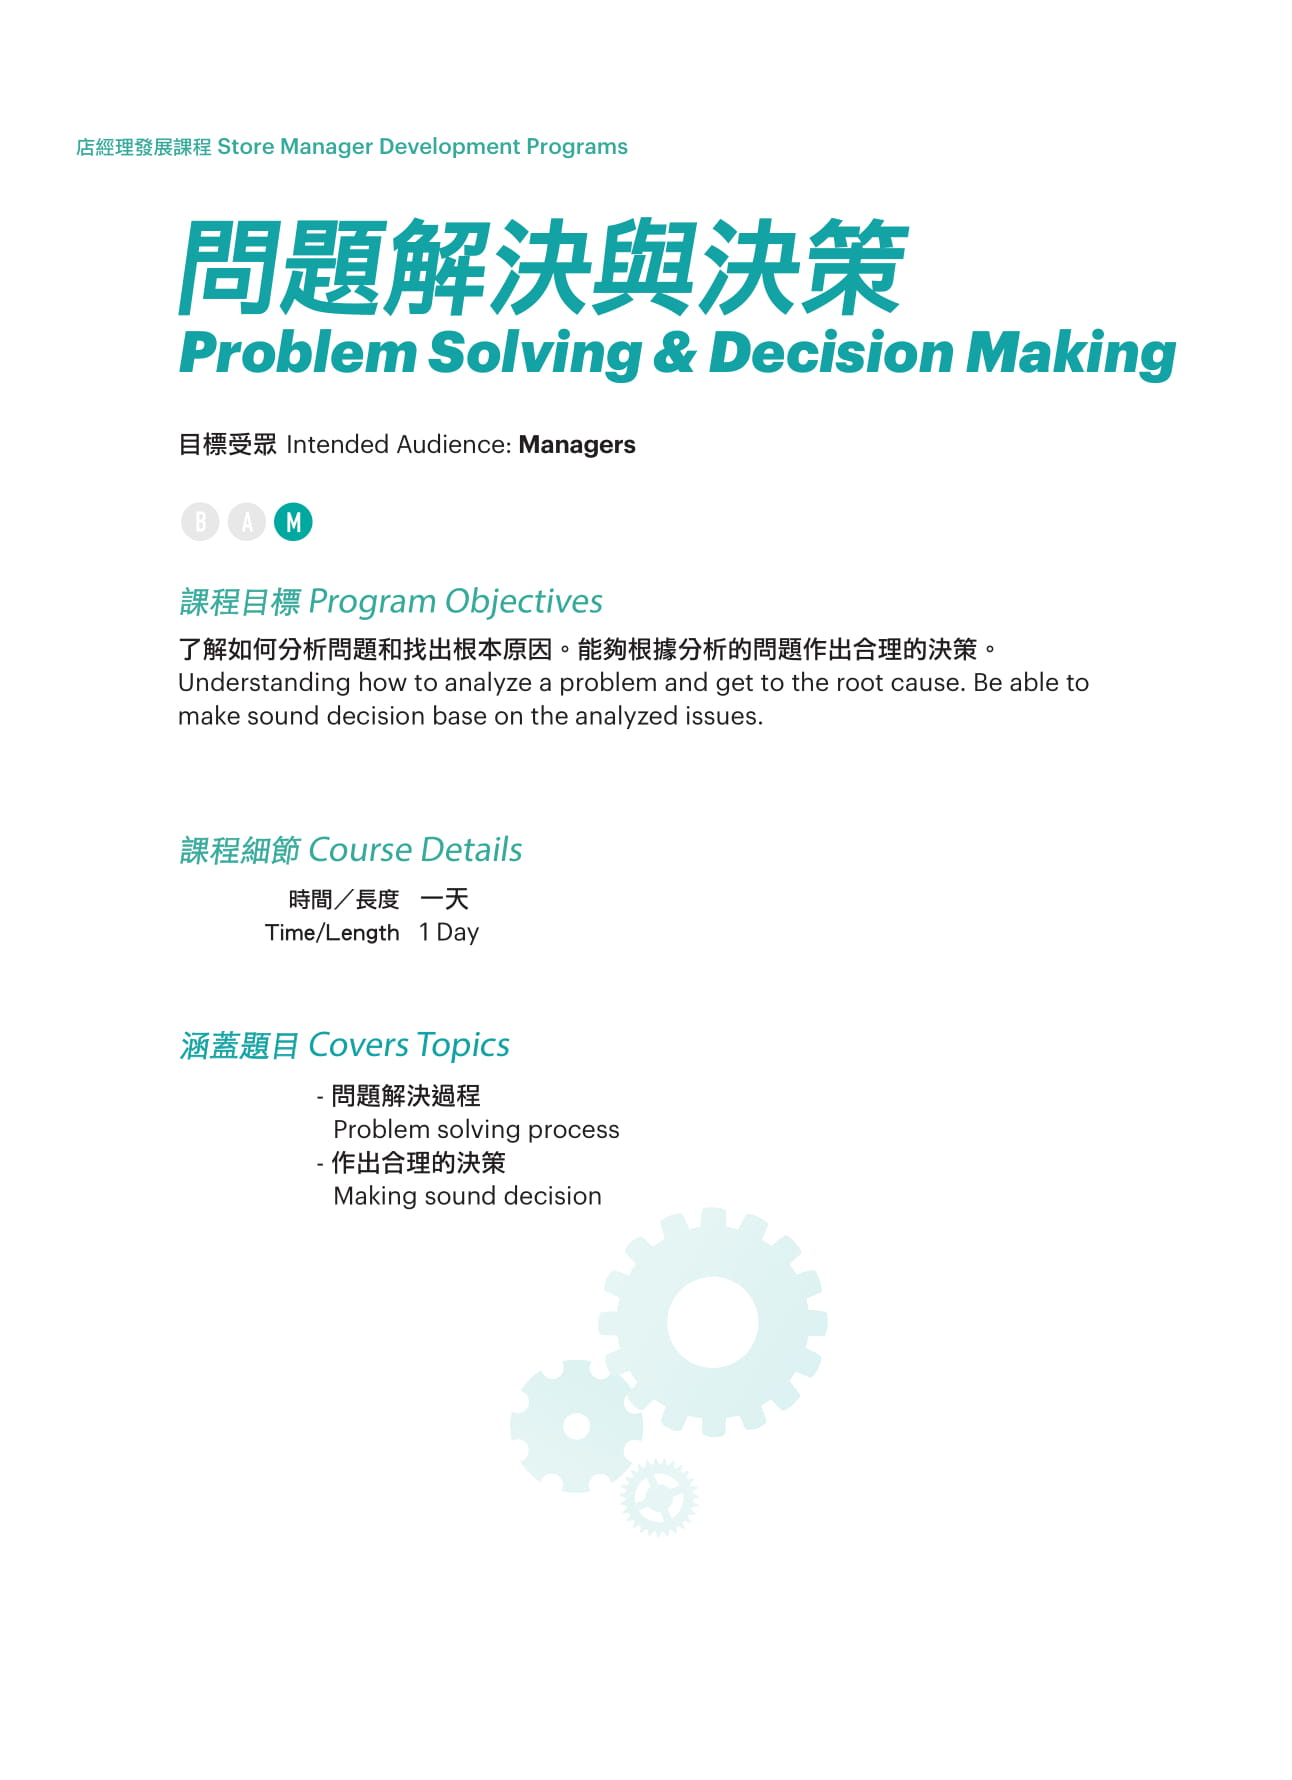 店經理發展課程 Store Manager Development Programs
問題解決與決策
Problem Solving & Decision Making
目標受眾 Intended Audience: Managers
B A M
課程目標 Program Objectives
了解如何分析問題和找出根本原因。能夠根據分析的問題作出合理的決策。
Understanding how to analyze a problem and get to the root cause. Be able to
make sound decision base on the analyzed issues.
課程細節 Course Details
時間／長度 一天
Time/Length 1 Day
涵蓋題目 Covers Topics
- 問題解決過程
Problem solving process
- 作出合理的決策
Making sound decision